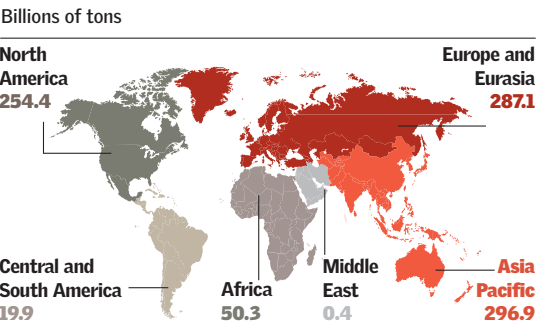 Billions of tons
North
America
254.4
Europe and
Eurasia
287.1
Central and
South America
19.9
Africa
50.3
Middle
East
0.4
Asia
Pacific
296.9